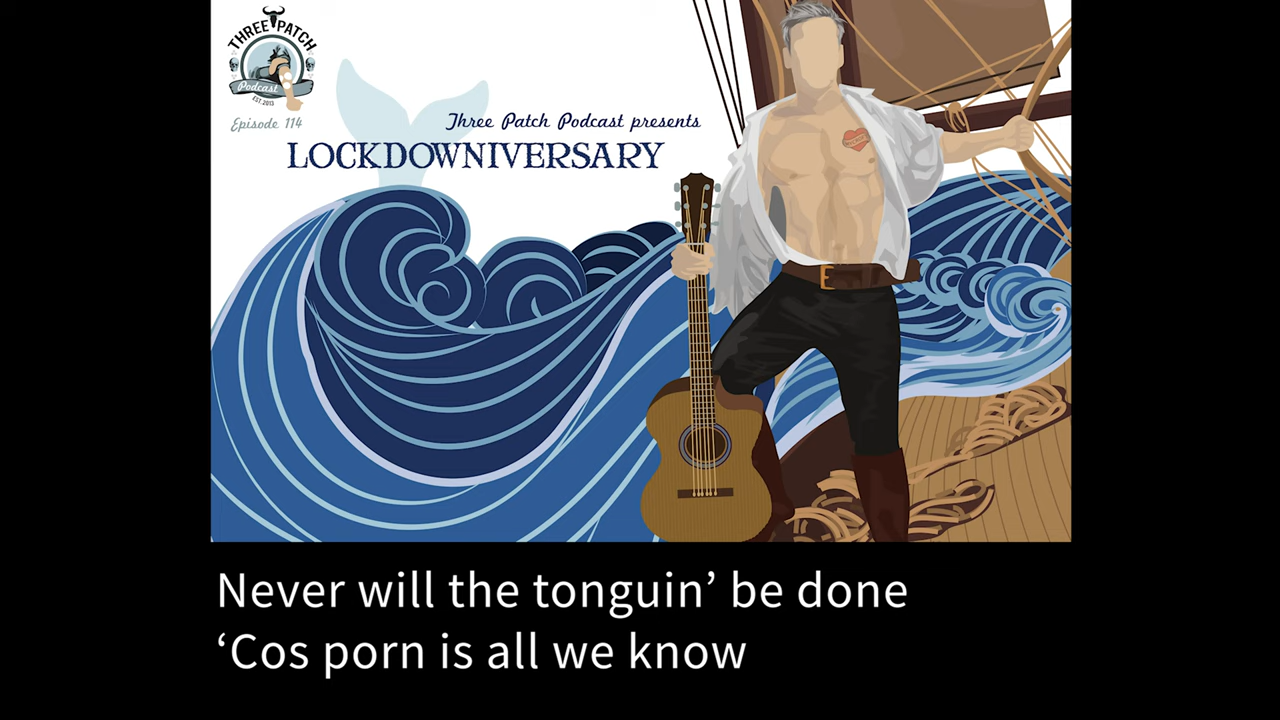 THREE PATCH
Podcast
EST. 2013
Episode 114
Three Patch Podcast presents
LOCKDOWNIVERSARY
Never will the tonguin’ be done
‘Cos porn is all we know